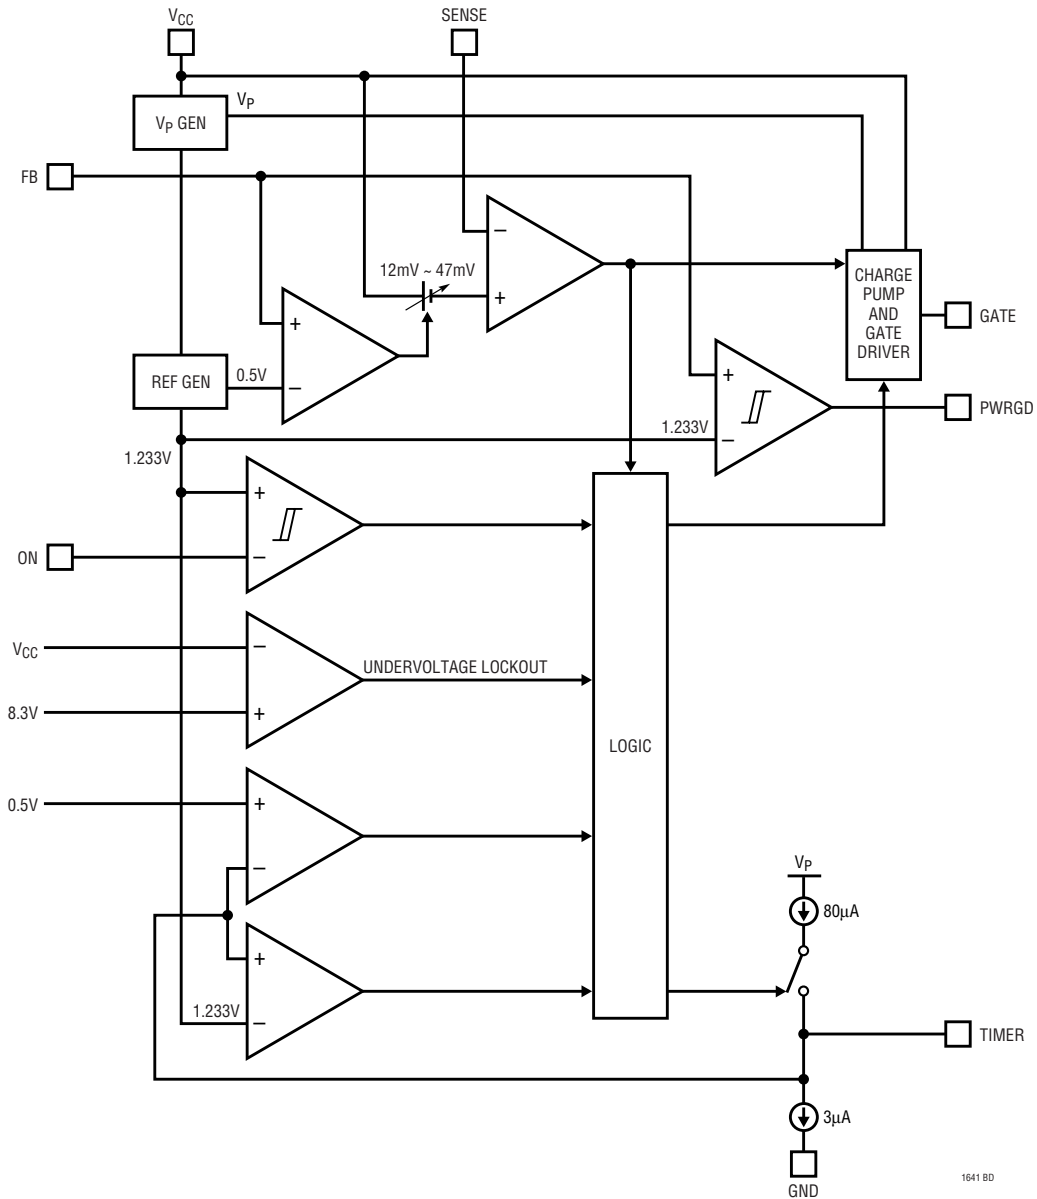 VCC
SENSE
VP
VP GEN
FB
12mV ~ 47mV
–
+
CHARGE
PUMP
AND
GATE
DRIVER
GATE
+
REF GEN
0.5V
–
+
1.233V
–
PWRGD
1.233V
+
ON
–
VCC
–
UNDERVOLTAGE LOCKOUT
8.3V
+
LOGIC
0.5V
+
–
VP
80µA
+
1.233V
–
TIMER
3µA
GND
1641 BD